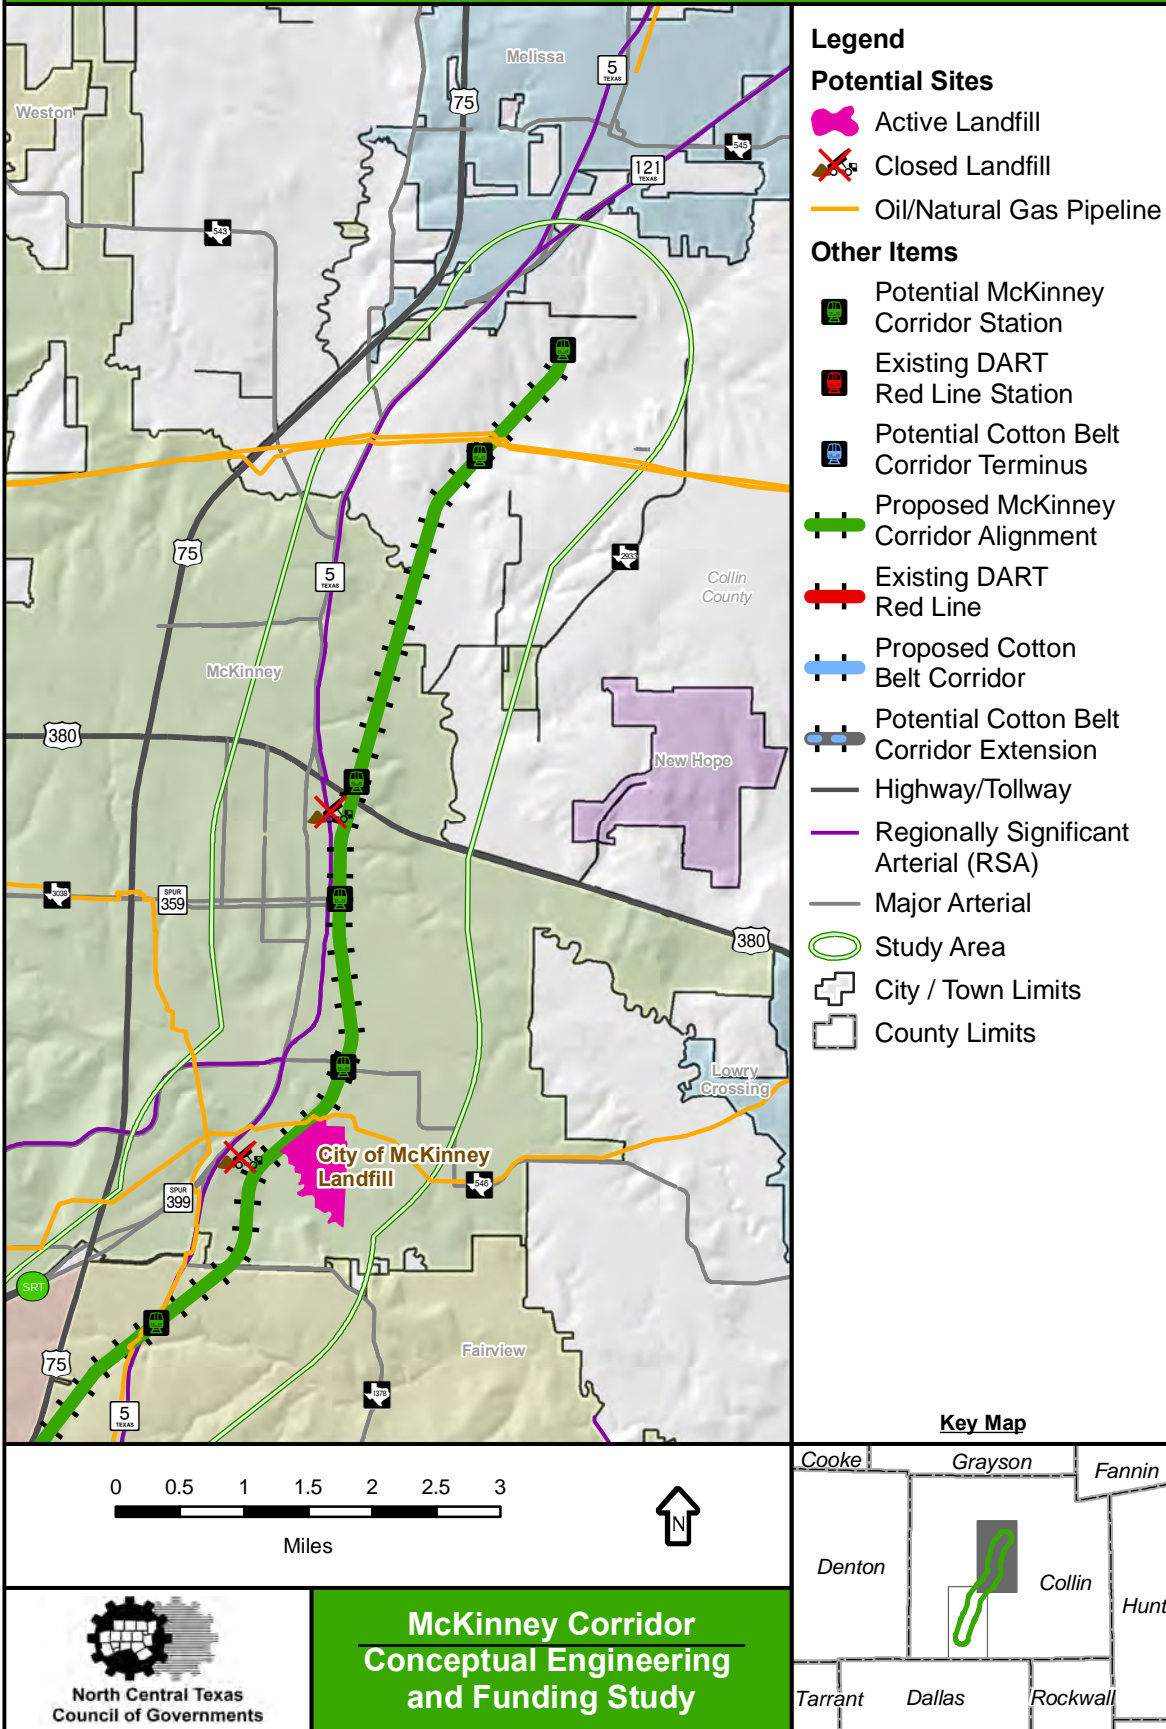 Weston
Melissa
75
5
TEXAS
545
121
TEXAS
543
75
5
TEXAS
2933
Collin
County
McKinney
380
New Hope
3038
SPUR
359
380
Lowry
Crossing
City of McKinney
Landfill
546
SPUR
399
SRT
75
Fairview
1378
5
TEXAS
Legend
Potential Sites
Active Landfill
Closed Landfill
Oil/Natural Gas Pipeline
Other Items
Potential McKinney
Corridor Station
Existing DART
Red Line Station
Potential Cotton Belt
Corridor Terminus
Proposed McKinney
Corridor Alignment
Existing DART
Red Line
Proposed Cotton
Belt Corridor
Potential Cotton Belt
Corridor Extension
Highway/Tollway
Regionally Significant
Arterial (RSA)
Major Arterial
Study Area
City / Town Limits
County Limits
0 0.5 1 1.5 2 2.5 3
Miles
N
Key Map
Cooke
Grayson
Fannin
Denton
Collin
Hunt
Tarrant
Dallas
Rockwall
North Central Texas
Council of Governments
McKinney Corridor
Conceptual Engineering
and Funding Study